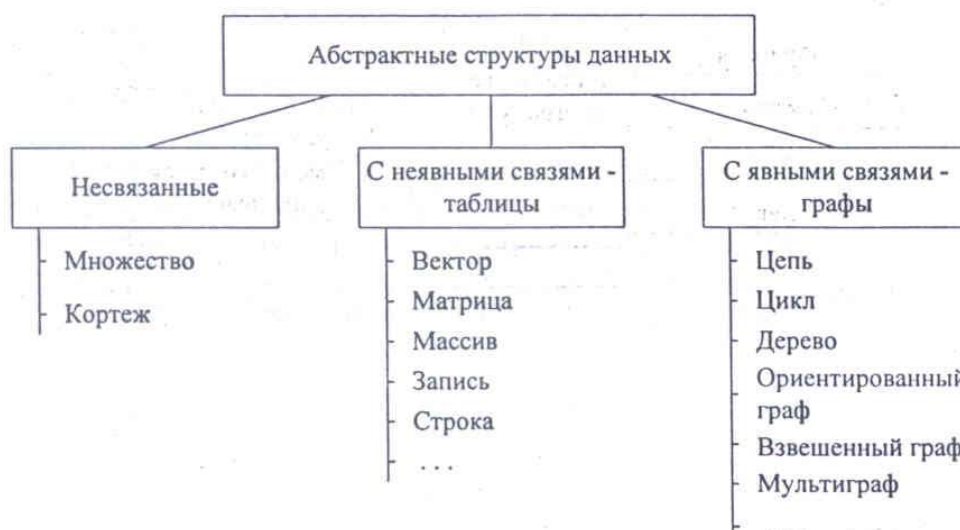 Абстрактные структуры данных
Несвязанные
Множество
Кортеж
С неявными связями -
таблицы
Вектор
Матрица
Массив
Запись
Строка
. . .
С явными связями -
графы
Цепь
Цикл
Дерево
Ориентированный
граф
Взвешенный граф
Мультиграф